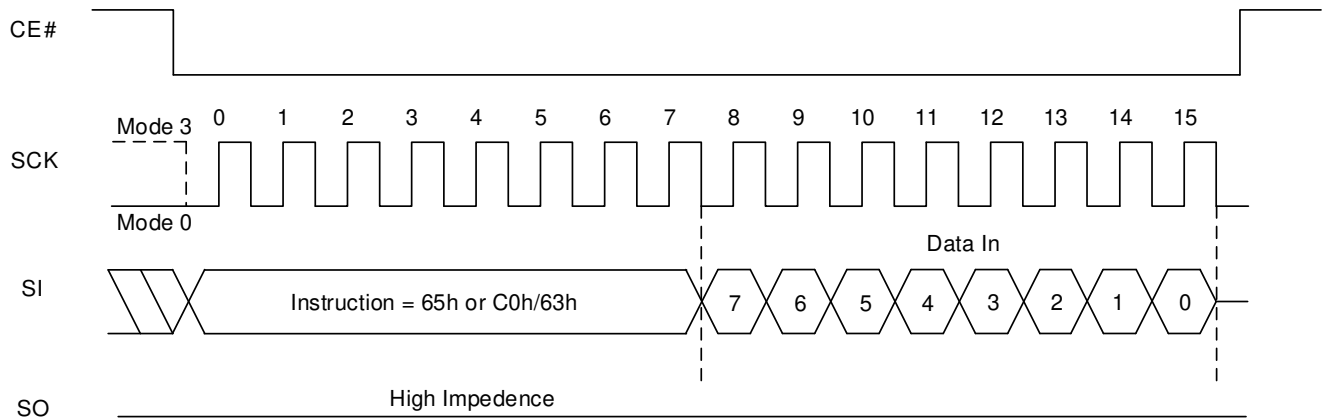 CE#
Mode 3
0 1 2 3 4 5 6 7 8 9 10 11 12 13 14 15
SCK
Mode 0
Data In
SI
Instruction = 65h or C0h/63h
7 6 5 4 3 2 1 0
High Impedence
SO